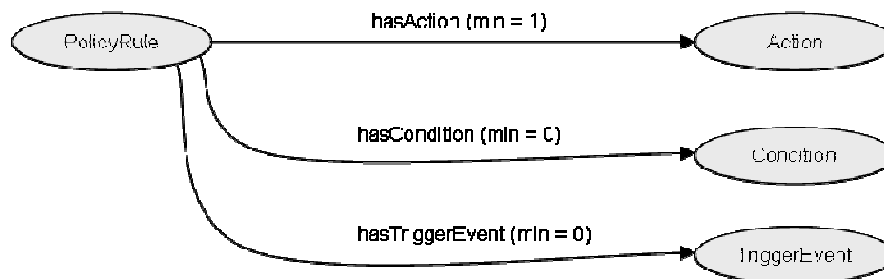 PolicyRule
hasAction (min = 1)
Action
hasCondition (min = 0)
Condition
hasTriggerEvent (min = 0)
TriggerEvent